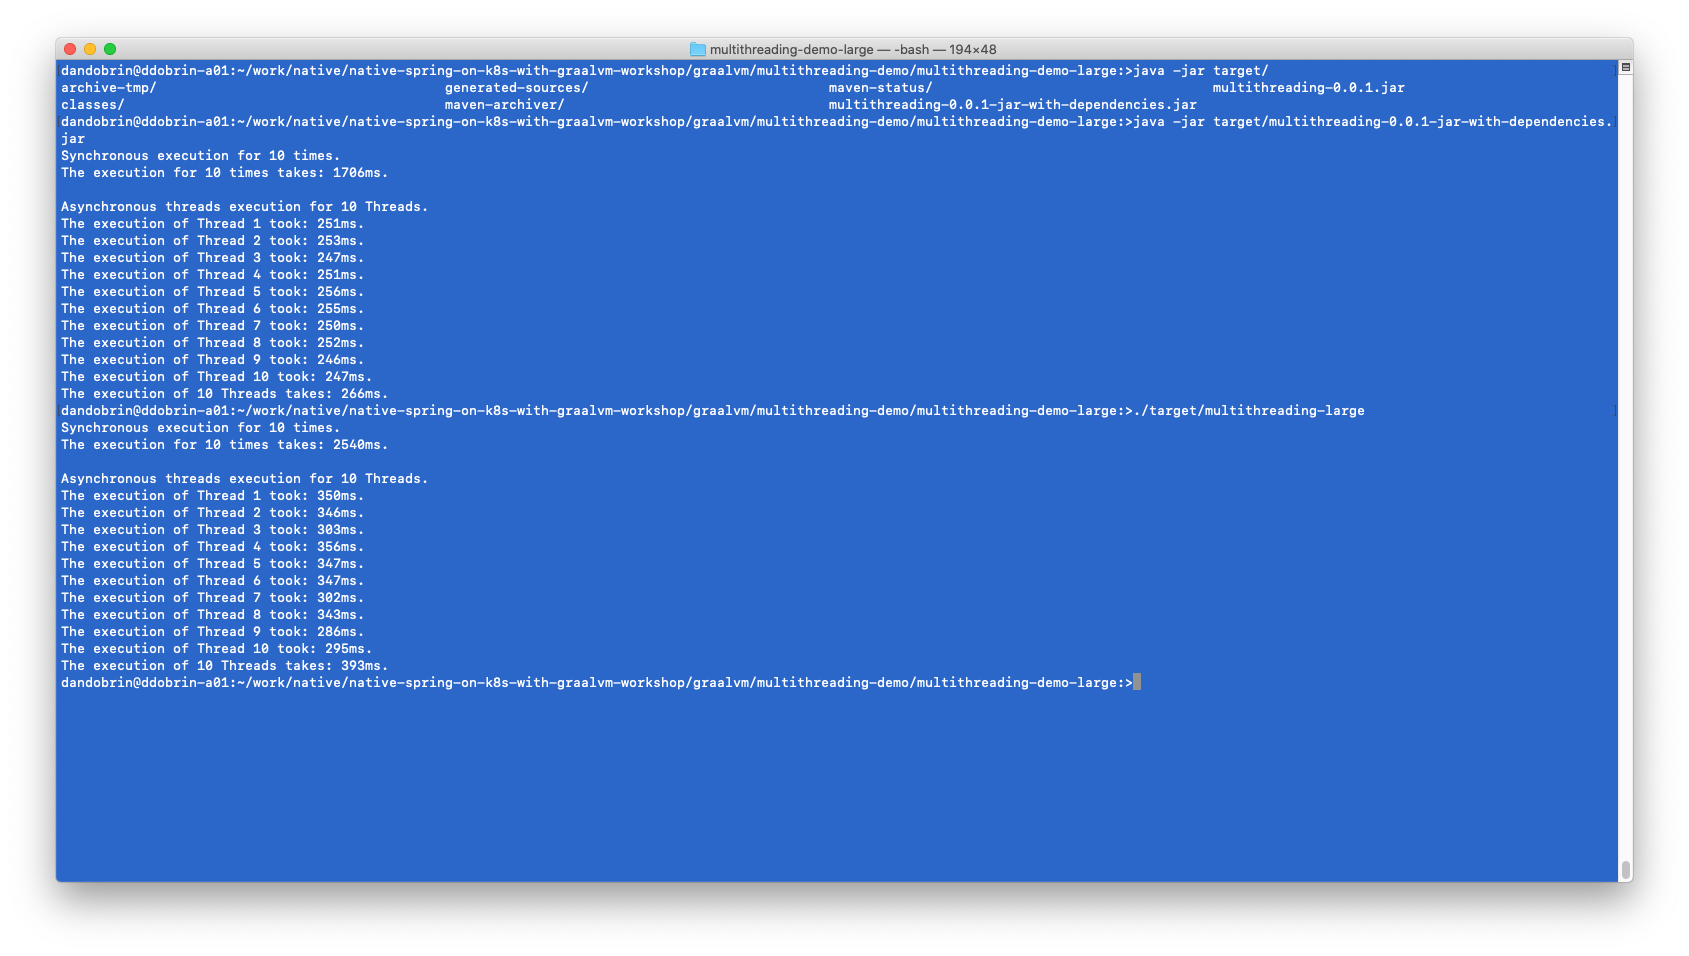 multithreading-demo-large — -bash — 194×48
dandobrin@ddobrin-a01:~/work/native/native-spring-on-k8s-with-graalvm-workshop/graalvm/multithreading-demo/multithreading-demo-large:>java -jar target/
archive-tmp/ generated-sources/ maven-status/ multithreading-0.0.1.jar
classes/ maven-archiver/ multithreading-0.0.1-jar-with-dependencies.jar
dandobrin@ddobrin-a01:~/work/native/native-spring-on-k8s-with-graalvm-workshop/graalvm/multithreading-demo/multithreading-demo-large:>java -jar target/multithreading-0.0.1-jar-with-dependencies.
jar
Synchronous execution for 10 times.
The execution for 10 times takes: 1706ms.
Asynchronous threads execution for 10 Threads.
The execution of Thread 1 took: 251ms.
The execution of Thread 2 took: 253ms.
The execution of Thread 3 took: 247ms.
The execution of Thread 4 took: 251ms.
The execution of Thread 5 took: 256ms.
The execution of Thread 6 took: 255ms.
The execution of Thread 7 took: 250ms.
The execution of Thread 8 took: 252ms.
The execution of Thread 9 took: 246ms.
The execution of Thread 10 took: 247ms.
The execution of 10 Threads takes: 266ms.
dandobrin@ddobrin-a01:~/work/native/native-spring-on-k8s-with-graalvm-workshop/graalvm/multithreading-demo/multithreading-demo-large:>./target/multithreading-large
Synchronous execution for 10 times.
The execution for 10 times takes: 2540ms.
Asynchronous threads execution for 10 Threads.
The execution of Thread 1 took: 350ms.
The execution of Thread 2 took: 346ms.
The execution of Thread 3 took: 303ms.
The execution of Thread 4 took: 356ms.
The execution of Thread 5 took: 347ms.
The execution of Thread 6 took: 347ms.
The execution of Thread 7 took: 302ms.
The execution of Thread 8 took: 343ms.
The execution of Thread 9 took: 286ms.
The execution of Thread 10 took: 295ms.
The execution of 10 Threads takes: 393ms.
dandobrin@ddobrin-a01:~/work/native/native-spring-on-k8s-with-graalvm-workshop/graalvm/multithreading-demo/multithreading-demo-large:>